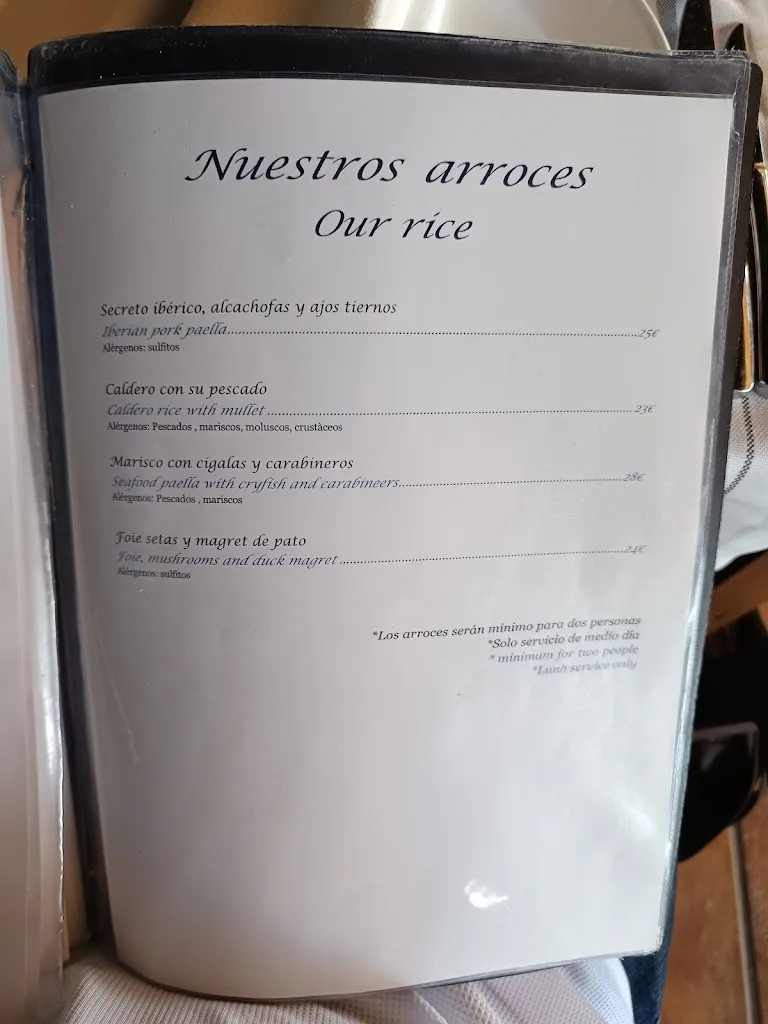 Nuestros arroces
Our rice
Secreto ibérico, alcachofas y ajos tiernos
Iberian pork paella..........25€
Alérgenos: sulfitos
Caldero con su pescado
Caldero rice with mullet..........23€
Alérgenos: Pescados , mariscos, moluscos, crustàceos
Marisco con cigalas y carabineros
Seafood paella with cryfish and carabineers..........28€
Alérgenos: Pescados , mariscos
Foie setas y magret de pato
Foie, mushrooms and duck magret..........24€
Alérgenos: sulfitos
*Los arroces serán minimo para dos personas
*Solo servicio de medio día
* minimum for two people
*Lunh service only